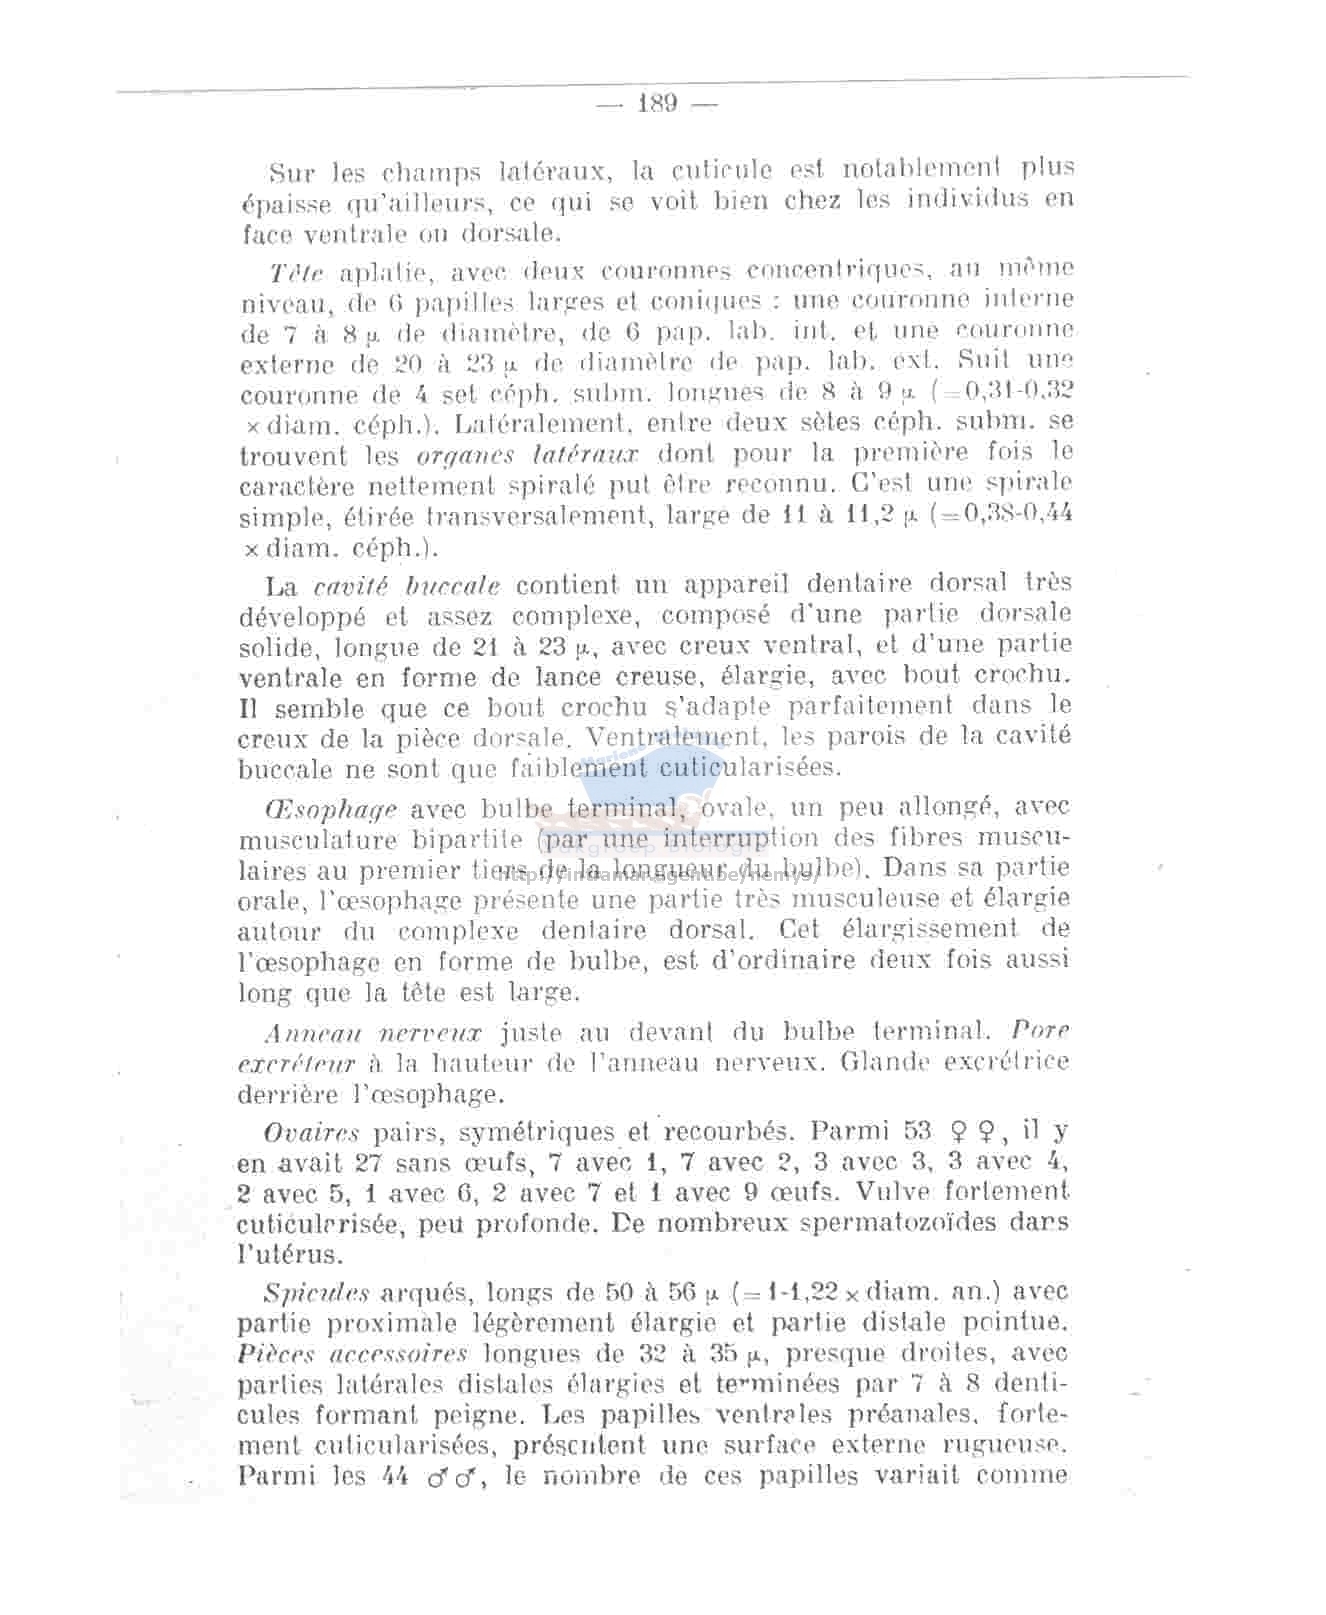 — 189 —
Sur les champs latéraux, la cuticule est notablement plus
épaisse qu'ailleurs, ce qui se voit bien chez les individus en
face ventrale ou dorsale.
Tête aplatie, avec deux couronnes concentriques, au même
niveau, de 6 papilles larges et coniques : une couronne interne
de 7 à 8 µ de diamètre, de 6 pap. lab. int. et une couronne
externe de 20 à 23 µ de diamètre de pap. lab. ext. Suit une
couronne de 4 set céph. subm. longues de 8 à 9 µ (=0,31-0,32
× diam. céph.). Latéralement, entre deux sètes céph. subm. se
trouvent les organes latéraux dont pour la première fois le
caractère nettement spiralé put être reconnu. C'est une spirale
simple, étirée transversalement, large de 11 à 11,2 µ (=0,38-0,44
× diam. céph.).
La cavité buccale contient un appareil dentaire dorsal très
développé et assez complexe, composé d'une partie dorsale
solide, longue de 21 à 23 µ, avec creux ventral, et d'une partie
ventrale en forme de lance creuse, élargie, avec bout crochu.
Il semble que ce bout crochu s'adapte parfaitement dans le
creux de la pièce dorsale. Ventralement, les parois de la cavité
buccale ne sont que faiblement cuticularisées.
Œsophage avec bulbe terminal, ovale, un peu allongé, avec
musculature bipartite (par une interruption des fibres muscu-
laires au premier tiers de la longueur du bulbe). Dans sa partie
orale, l'œsophage présente une partie très musculeuse et élargie
autour du complexe dentaire dorsal. Cet élargissement de
l'œsophage en forme de bulbe, est d'ordinaire deux fois aussi
long que la tête est large.
Anneau nerveux juste au devant du bulbe terminal. Pore
excréteur à la hauteur de l'anneau nerveux. Glande excrétrice
derrière l'œsophage.
Ovaires pairs, symétriques et recourbés. Parmi 53 ♀ ♀, il y
en avait 27 sans œufs, 7 avec 1, 7 avec 2, 3 avec 3, 3 avec 4,
2 avec 5, 1 avec 6, 2 avec 7 et 1 avec 9 œufs. Vulve fortement
cuticularisée, peu profonde. De nombreux spermatozoïdes dans
l'utérus.
Spicules arqués, longs de 50 à 56 µ (=1-1,22 × diam. an.) avec
partie proximale légèrement élargie et partie distale pointue.
Pièces accessoires longues de 32 à 35 µ, presque droites, avec
parties latérales distales élargies et terminées par 7 à 8 denti-
cules formant peigne. Les papilles ventrales préanales, forte-
ment cuticularisées, présentent une surface externe rugueuse.
Parmi les 44 ♂♂, le nombre de ces papilles variait comme